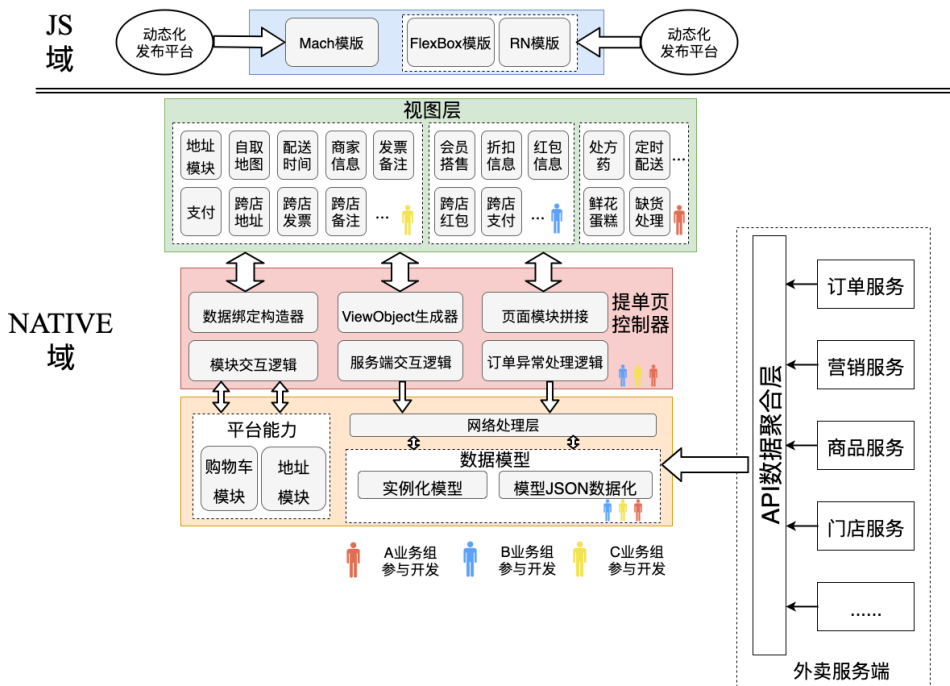 JS
域
动态化
发布平台
Mach模版
FlexBox模版
RN模版
动态化
发布平台
NATIVE
域
视图层
地址
模块
自取
地图
配送
时间
商家
信息
发票
备注
支付
跨店
地址
跨店
发票
跨店
备注
...
会员
搭售
折扣
信息
红包
信息
跨店
红包
跨店
支付
...
处方
药
定时
配送
...
鲜花
蛋糕
缺货
处理
提单页
控制器
数据绑定构造器
ViewObject生成器
页面模块拼接
模块交互逻辑
服务端交互逻辑
订单异常处理逻辑
平台能力
购物车
模块
地址
模块
网络处理层
数据模型
实例化模型
模型JSON数据化
A业务组
参与开发
B业务组
参与开发
C业务组
参与开发
API数据聚合层
订单服务
营销服务
商品服务
门店服务
......
外卖服务端